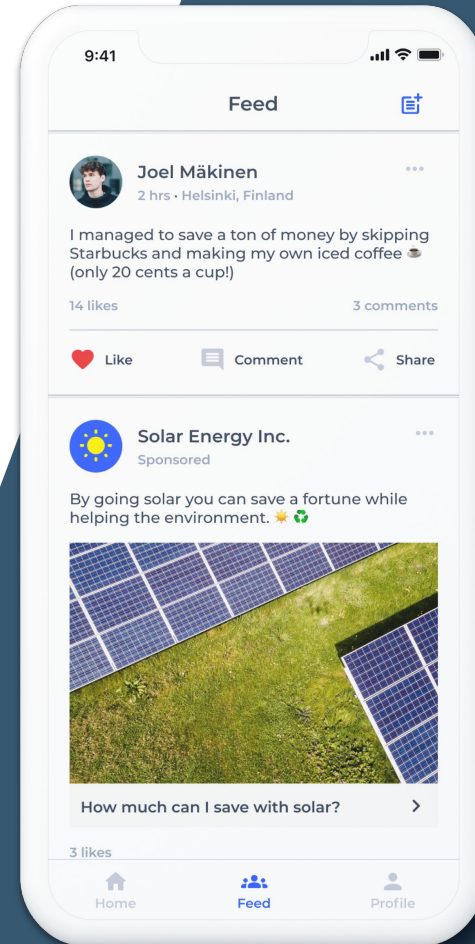 9:41
Feed
Joel Mäkinen
2 hrs • Helsinki, Finland
I managed to save a ton of money by skipping
Starbucks and making my own iced coffee ☕
(only 20 cents a cup!)
14 likes 3 comments
Like Comment Share
Solar Energy Inc.
Sponsored
By going solar you can save a fortune while
helping the environment. ☀️ ♻️
How much can I save with solar?
3 likes
Home Feed Profile